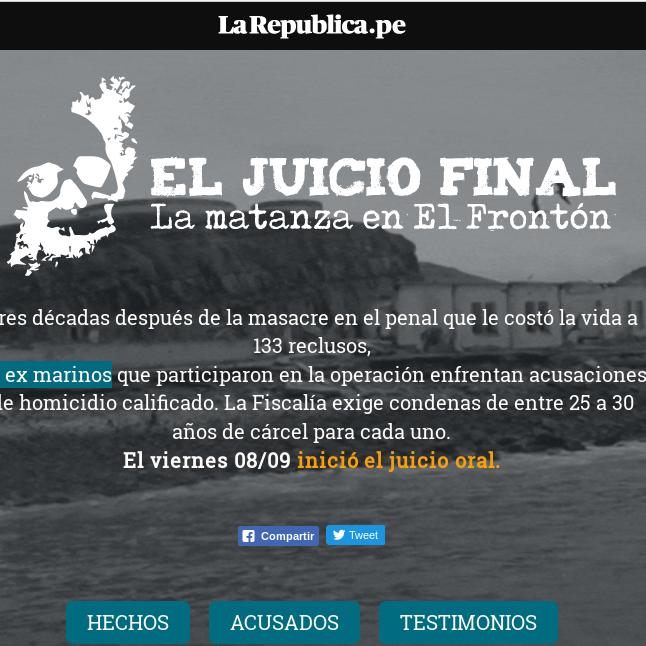 LaRepublica.pe
EL JUICIO FINAL
La matanza en El Frontón
res décadas después de la masacre en el penal que le costó la vida a
133 reclusos,
ex marinos que participaron en la operación enfrentan acusaciones
de homicidio calificado. La Fiscalía exige condenas de entre 25 a 30
años de cárcel para cada uno.
El viernes 08/09 inició el juicio oral.
Compartir Tweet
HECHOS ACUSADOS TESTIMONIOS